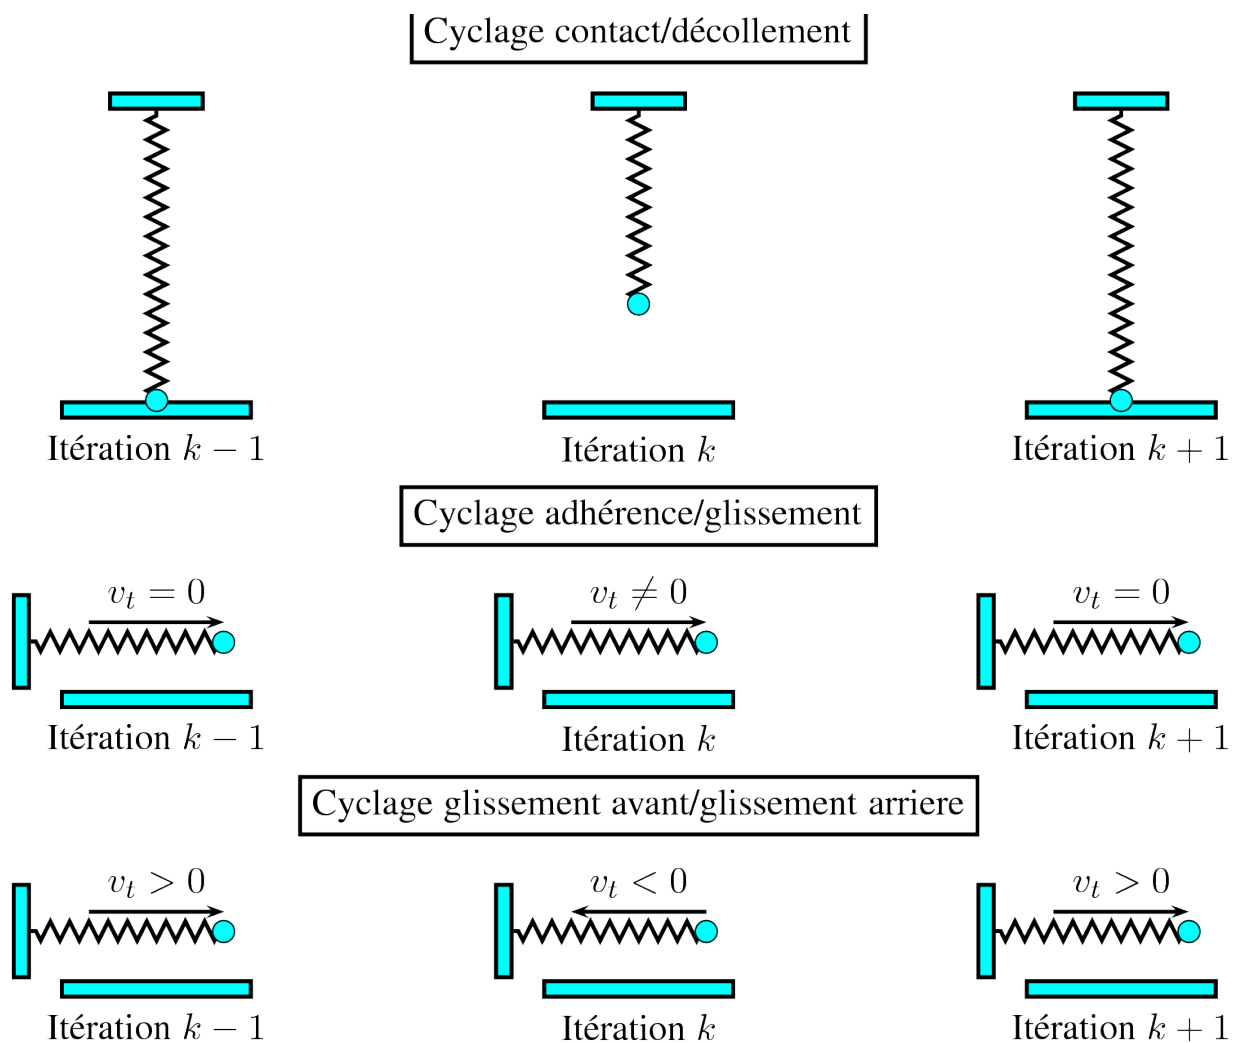 Cyclage contact/décollement
Itération k − 1
Itération k
Itération k + 1
Cyclage adhérence/glissement
v_t = 0
v_t ≠ 0
v_t = 0
Itération k − 1
Itération k
Itération k + 1
Cyclage glissement avant/glissement arriere
v_t > 0
v_t < 0
v_t > 0
Itération k − 1
Itération k
Itération k + 1